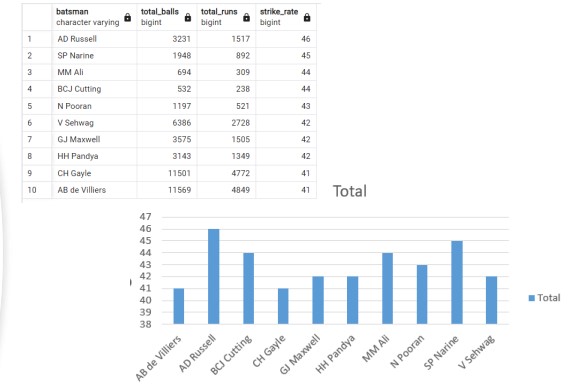 batsman total_balls total_runs strike_rate
character varying bigint bigint bigint
1 AD Russell 3231 1517 46
2 SP Narine 1948 892 45
3 MM Ali 694 309 44
4 BCJ Cutting 532 238 44
5 N Pooran 1197 521 43
6 V Sehwag 6386 2728 42
7 GJ Maxwell 3575 1505 42
8 HH Pandya 3143 1349 42
9 CH Gayle 11501 4772 41
10 AB de Villiers 11569 4849 41
Total
47
46
45
44
43
42
41
40
39
38
AB de Villiers
AD Russell
BCJ Cutting
CH Gayle
GJ Maxwell
HH Pandya
MM Ali
N Pooran
SP Narine
V Sehwag
Total